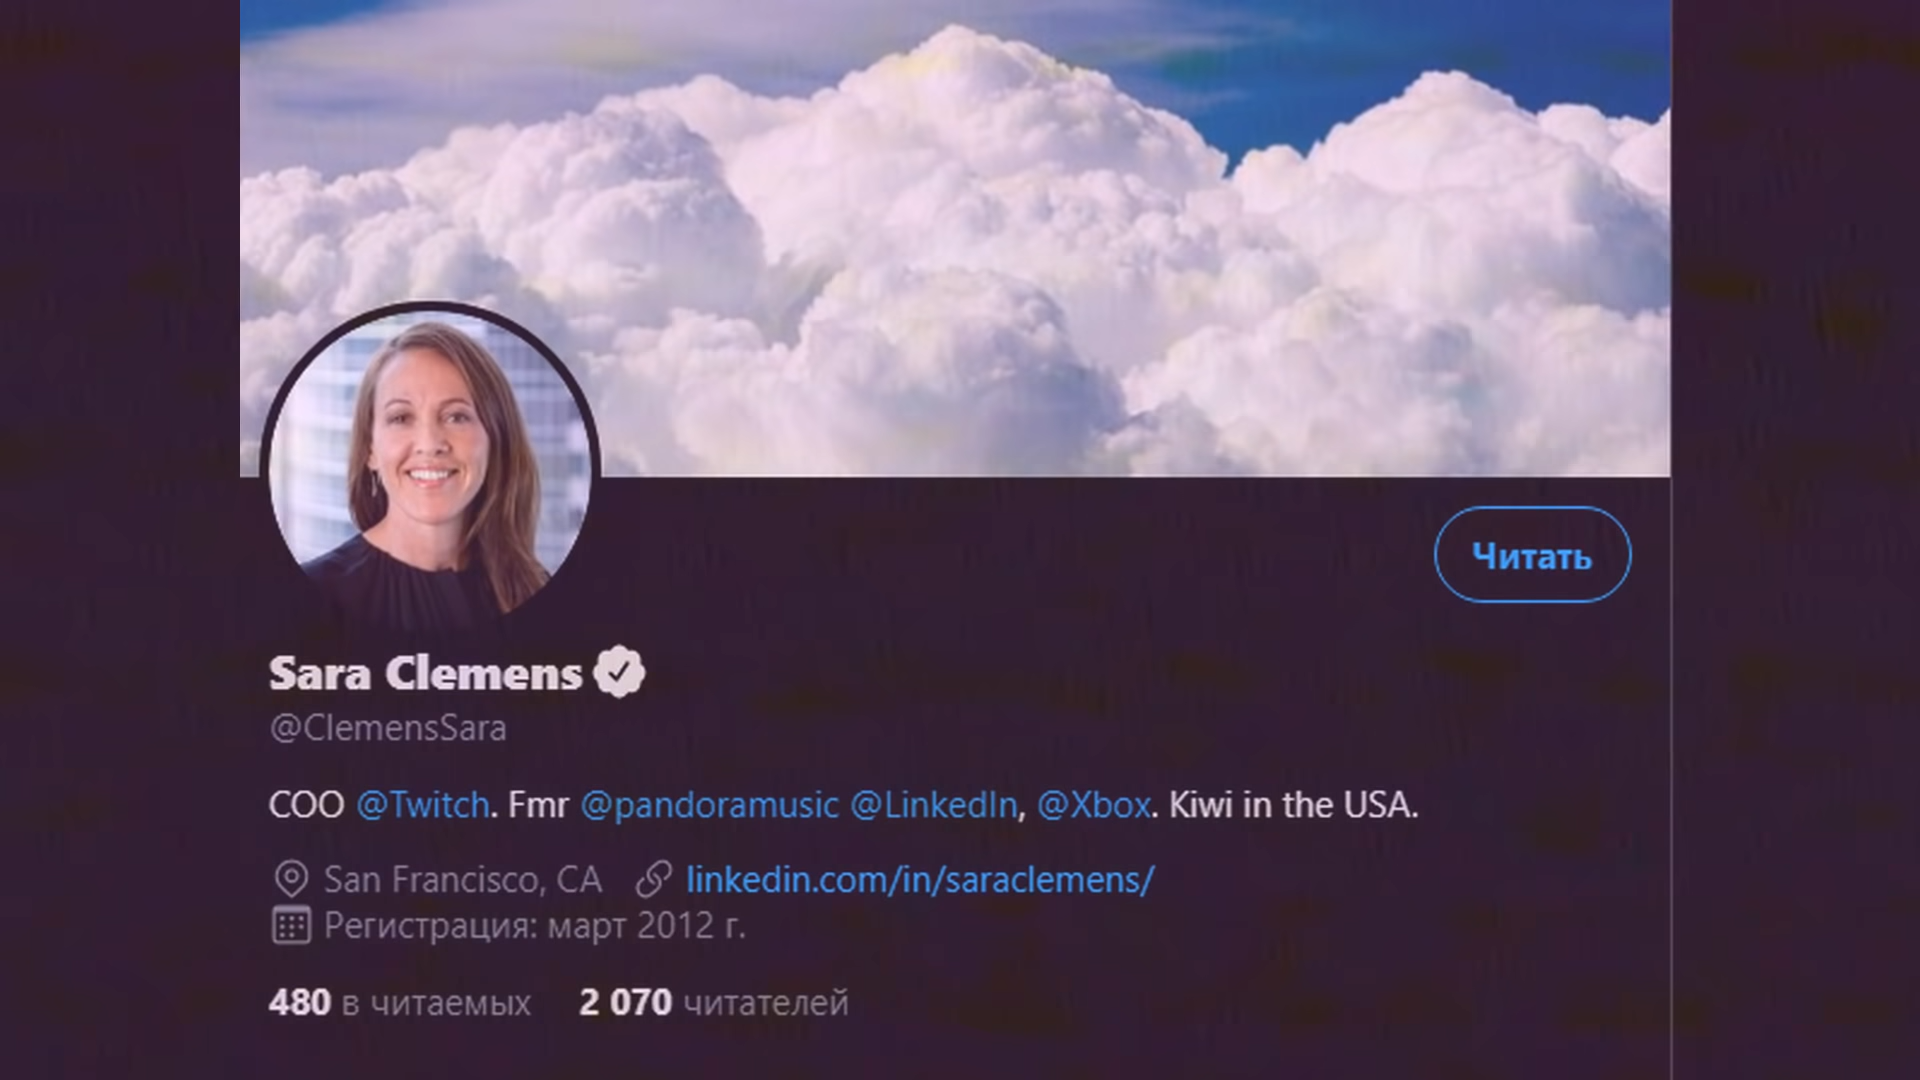 Читать
Sara Clemens
@ClemensSara
COO @Twitch. Fmr @pandoramusic @LinkedIn, @Xbox. Kiwi in the USA.
San Francisco, CA linkedin.com/in/saraclemens/
Регистрация: март 2012 г.
480 в читаемых 2 070 читателей